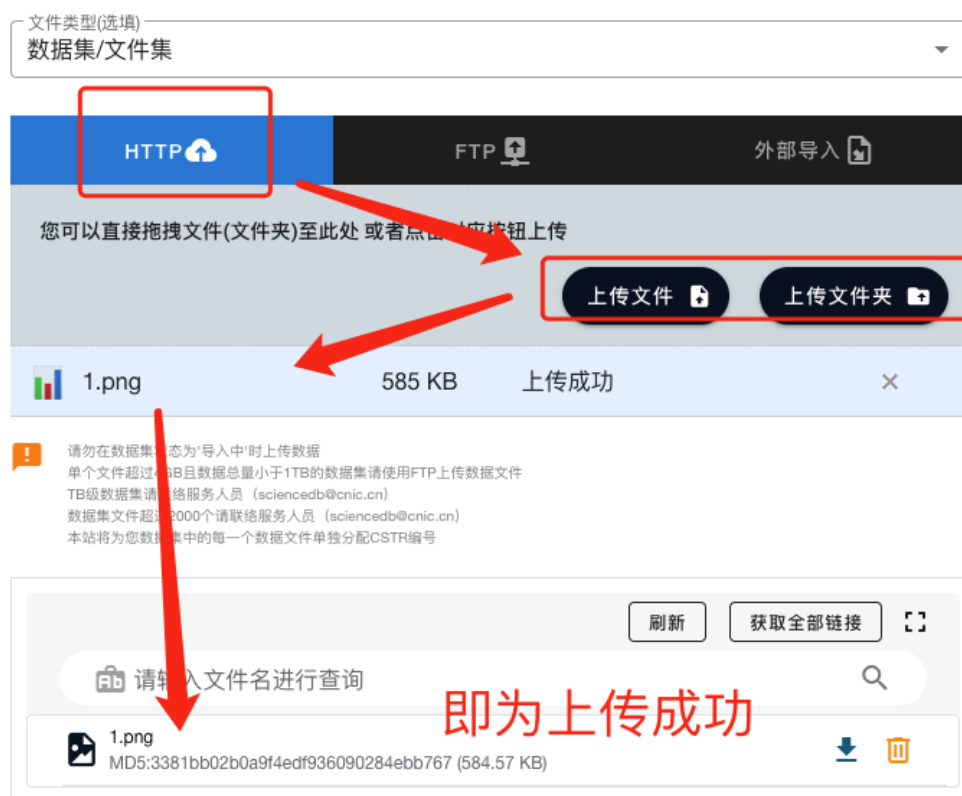 文件类型(选填)
数据集/文件集
HTTP
FTP
外部导入
您可以直接拖拽文件(文件夹)至此处 或者点击对应按钮上传
上传文件
上传文件夹
1.png 585 KB 上传成功
请勿在数据集状态为'导入中'时上传数据
单个文件超过4GB且数据总量小于1TB的数据集请使用FTP上传数据文件
TB级数据集请联络服务人员（sciencedb@cnic.cn）
数据集文件超过2000个请联络服务人员（sciencedb@cnic.cn）
本站将为您数据集中的每一个数据文件单独分配CSTR编号
刷新
获取全部链接
请输入文件名进行查询
即为上传成功
1.png
MD5:3381bb02b0a9f4edf936090284ebb767 (584.57 KB)